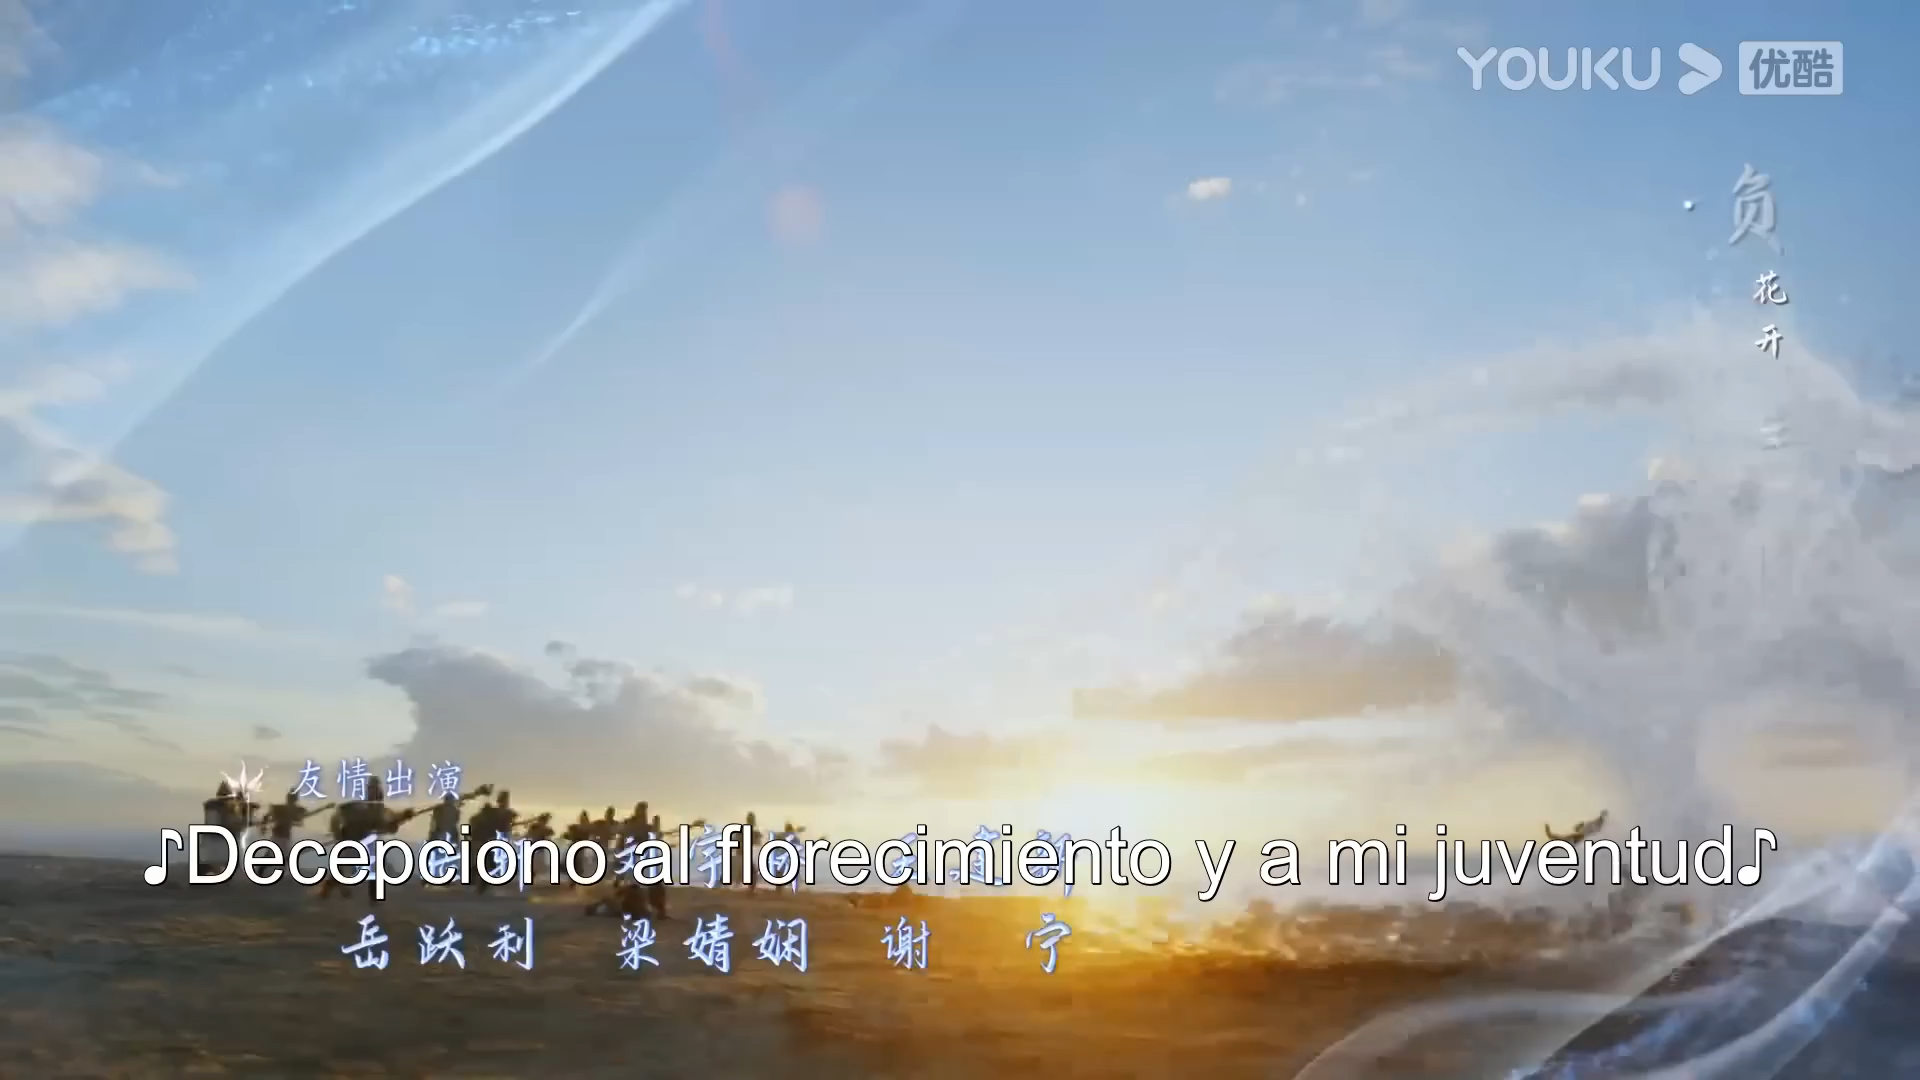 YOUKU 优酷
负
花开
友情出演
♪Decepciono al florecimiento y a mi juventud♪
岳跃利 梁婧娴 谢宁